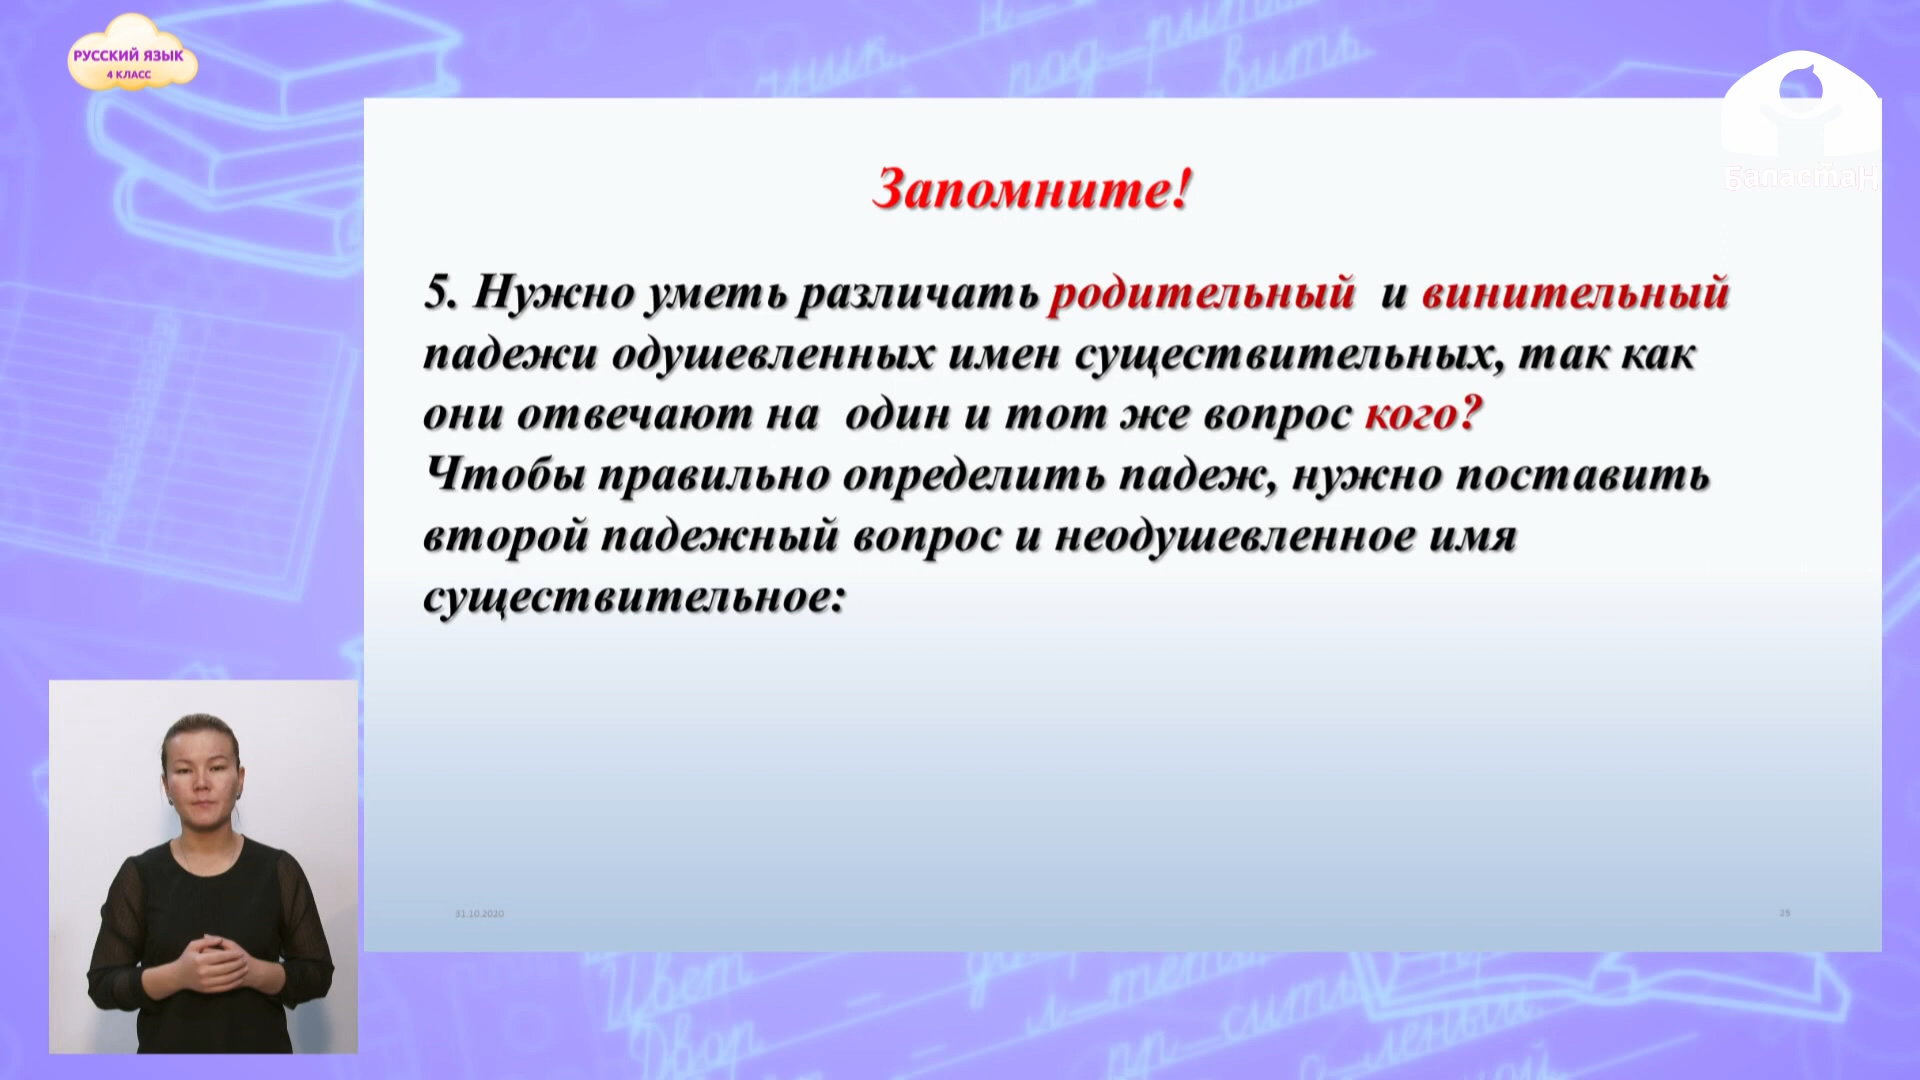 РУССКИЙ ЯЗЫК
4 КЛАСС
Баластан
Запомните!
5. Нужно уметь различать родительный и винительный
падежи одушевленных имен существительных, так как
они отвечают на один и тот же вопрос кого?
Чтобы правильно определить падеж, нужно поставить
второй падежный вопрос и неодушевленное имя
существительное:
31.10.2020
25
Цвет
Двор